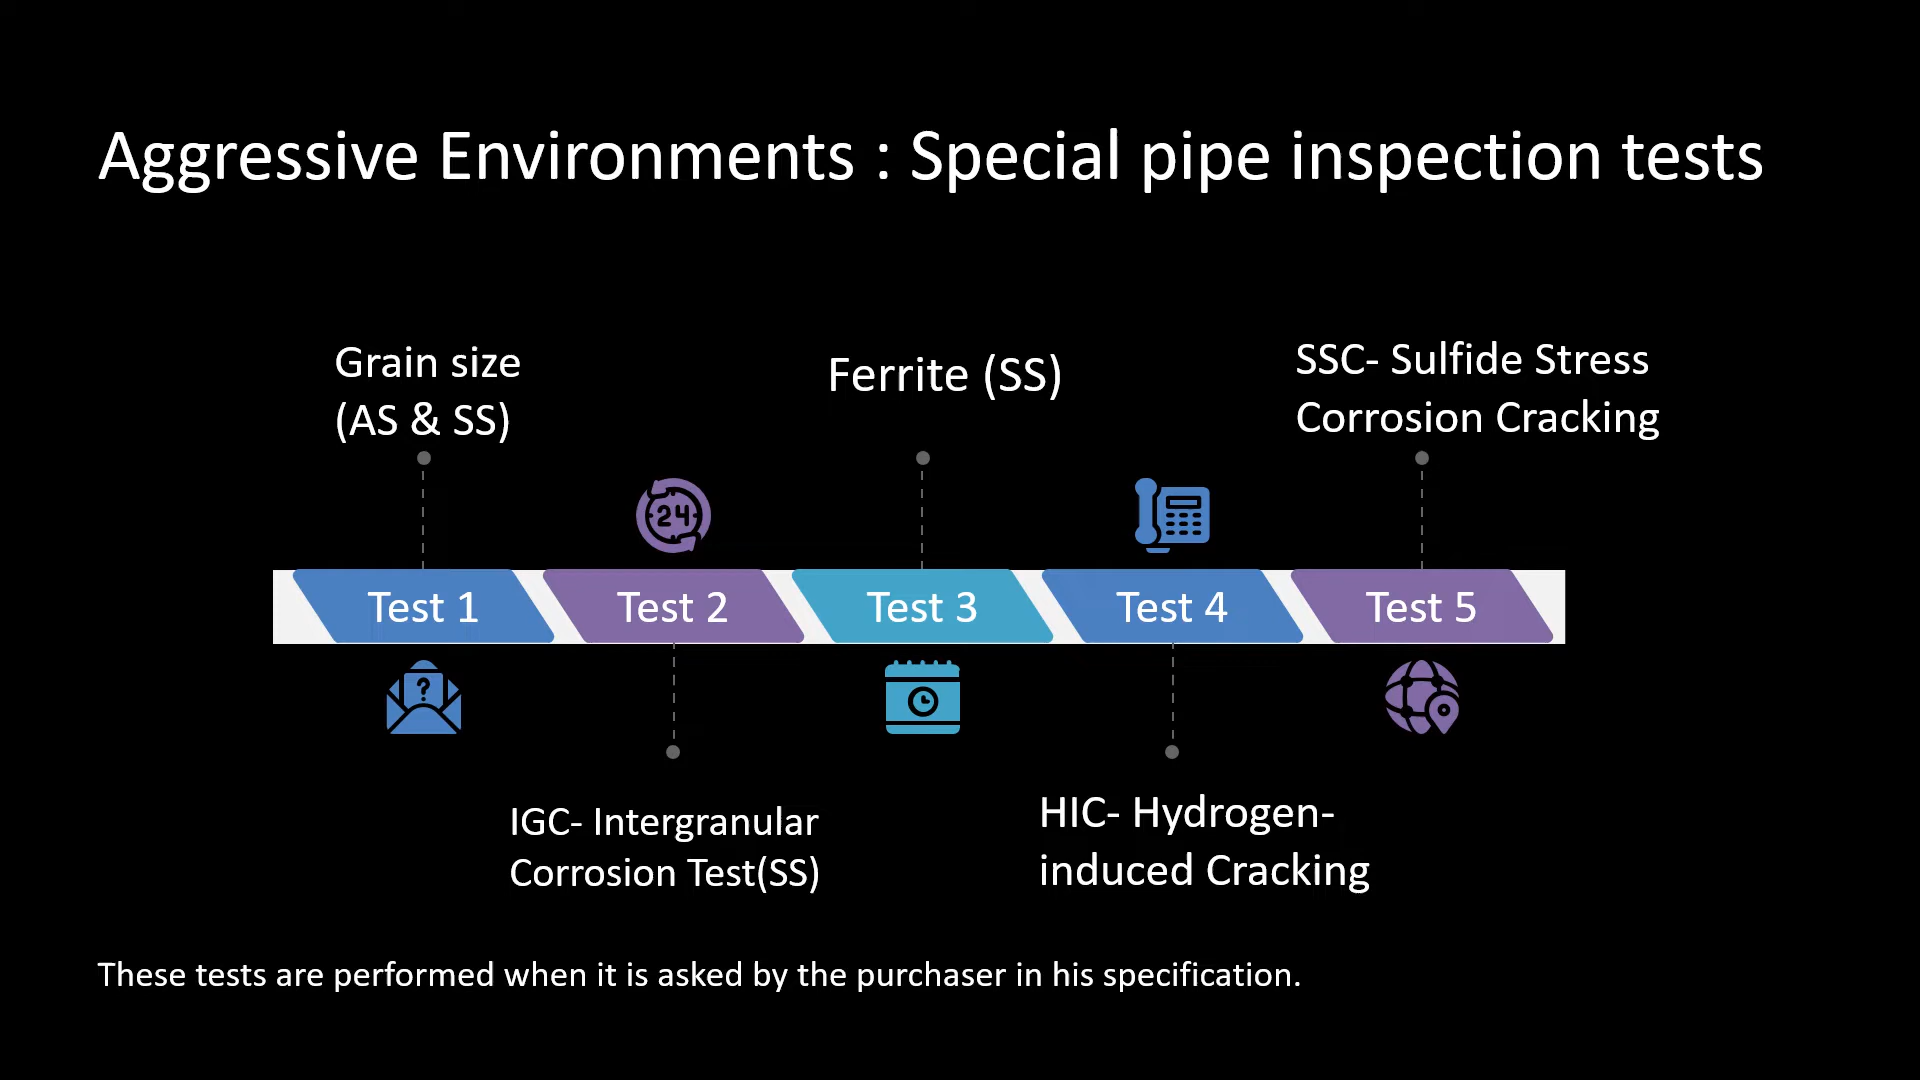 Aggressive Environments : Special pipe inspection tests
Grain size
(AS & SS)
Ferrite (SS)
SSC- Sulfide Stress
Corrosion Cracking
24
Test 1
Test 2
Test 3
Test 4
Test 5
?
IGC- Intergranular
Corrosion Test(SS)
HIC- Hydrogen-
induced Cracking
These tests are performed when it is asked by the purchaser in his specification.